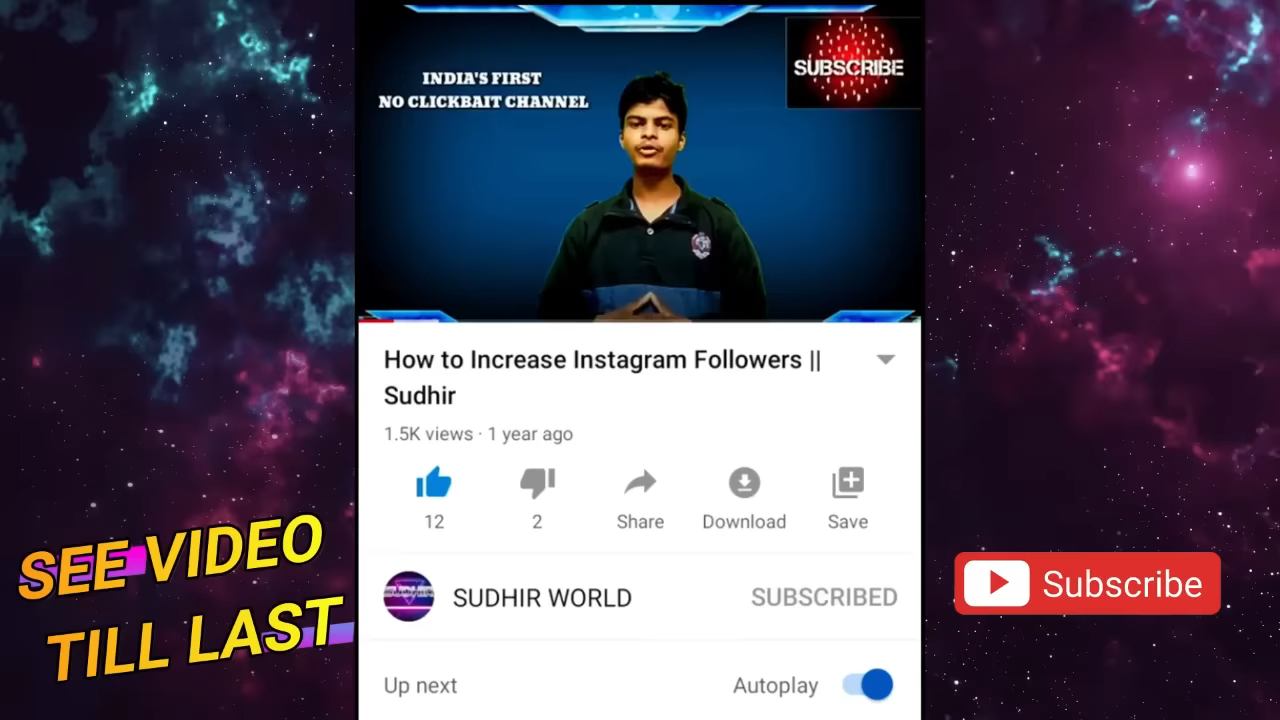 INDIA'S FIRST
NO CLICKBAIT CHANNEL
SUBSCRIBE
How to Increase Instagram Followers ||
Sudhir
1.5K views · 1 year ago
12
2
Share
Download
Save
SUDHIR
SUDHIR WORLD
SUBSCRIBED
Up next
Autoplay
SEE VIDEO
TILL LAST
Subscribe